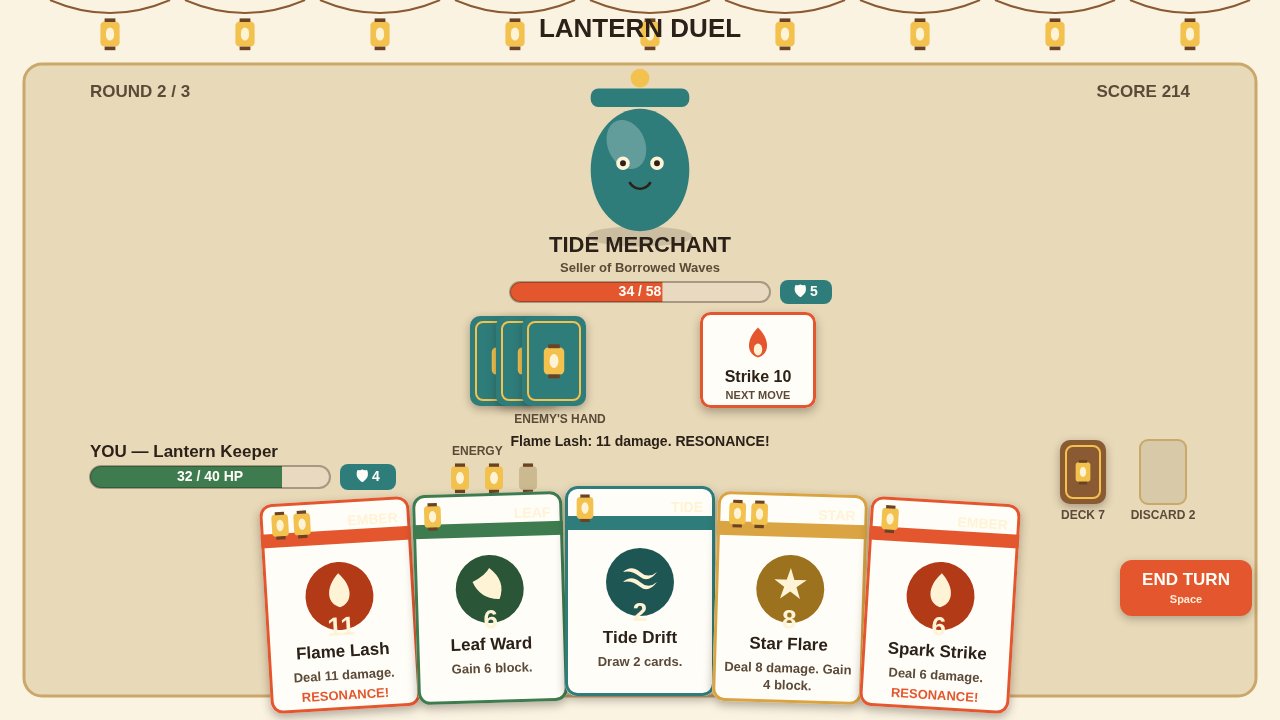 LANTERN DUEL
ROUND 2 / 3
SCORE 214
TIDE MERCHANT
Seller of Borrowed Waves
34 / 58
5
Strike 10
NEXT MOVE
ENEMY'S HAND
Flame Lash: 11 damage. RESONANCE!
YOU — Lantern Keeper
32 / 40 HP
4
ENERGY
DECK 7
DISCARD 2
END TURN
Space
EMBER
11
Flame Lash
Deal 11 damage.
RESONANCE!
LEAF
6
Leaf Ward
Gain 6 block.
TIDE
2
Tide Drift
Draw 2 cards.
STAR
8
Star Flare
Deal 8 damage. Gain
4 block.
EMBER
6
Spark Strike
Deal 6 damage.
RESONANCE!